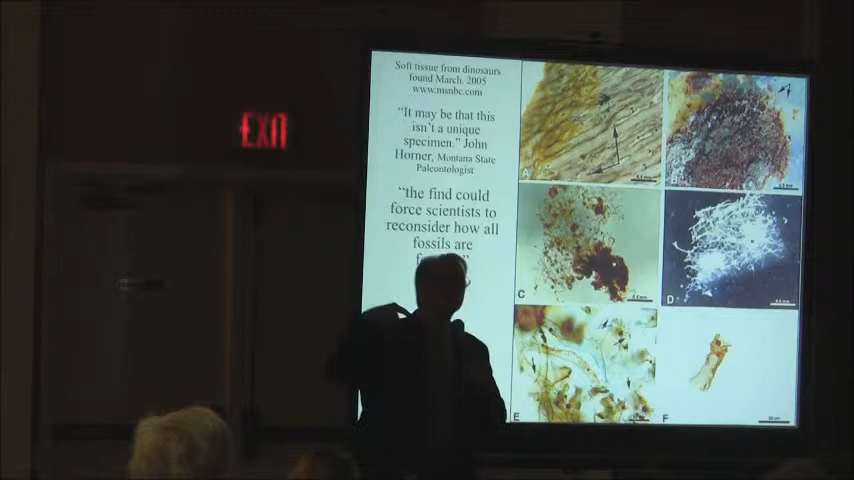 EXIT
Soft tissue from dinosaurs
found March, 2005
www.msnbc.com
“It may be that this
isn’t a unique
specimen.” John
Horner, Montana State
Paleontologist
“the find could
force scientists to
reconsider how all
fossils are
A
B
C
D
E
F